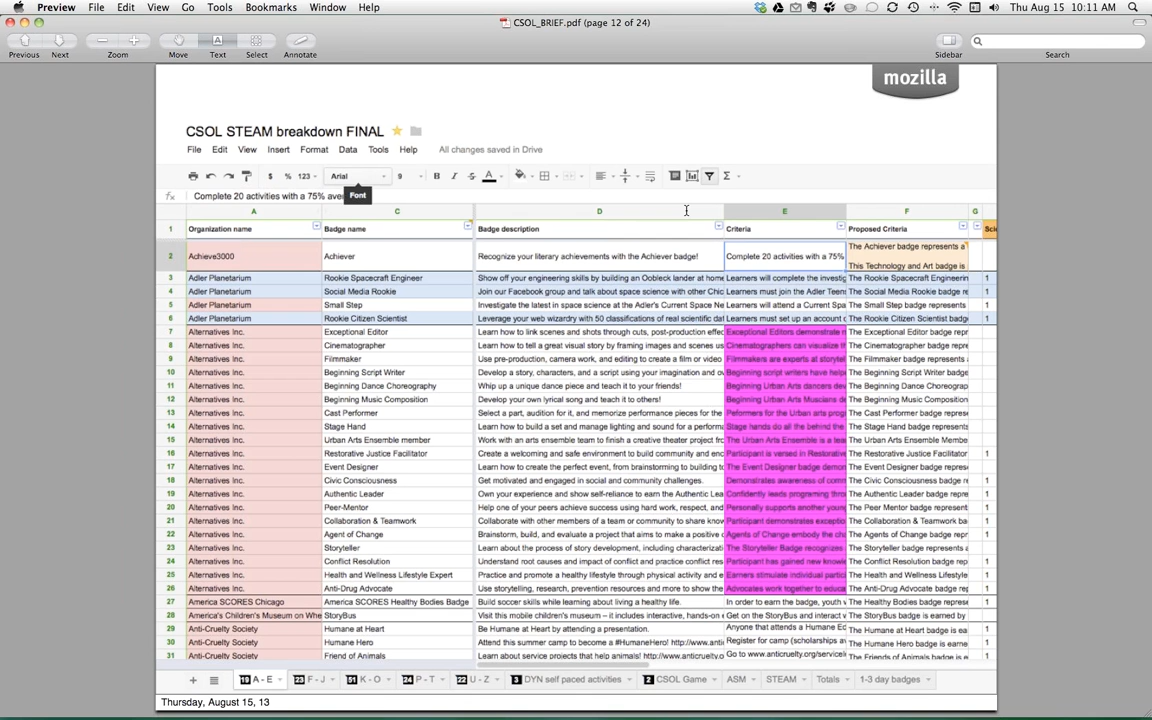 Preview File Edit View Go Tools Bookmarks Window Help Thu Aug 15 10:11 AM
CSOL_BRIEF.pdf (page 12 of 24)
Previous Next Zoom Move Text Select Annotate Sidebar Search
mozilla
CSOL STEAM breakdown FINAL
File Edit View Insert Format Data Tools Help All changes saved in Drive
$ % 123 Arial 9 B I S A Σ
fx Complete 20 activities with a 75% ave
Font
A C D E F G
1 Organization name Badge name Badge description Criteria Proposed Criteria
2 Achieve3000 Achiever Recognize your literary achievements with the Achiever badge! Complete 20 activities with a 75% The Achiever badge represents a
This Technology and Art badge is
3 Adler Planetarium Rookie Spacecraft Engineer Show off your engineering skills by building an Oobleck lander at home Learners will complete the investig The Rookie Spacecraft Engineerin 1
4 Adler Planetarium Social Media Rookie Join our Facebook group and talk about space science with other Chic Learners must join the Adler Teen The Social Media Rookie badge r 1
5 Adler Planetarium Small Step Investigate the latest in space science at the Adler's Current Space Ne Learners will attend a Current Spa The Small Step badge represents 1
6 Adler Planetarium Rookie Citizen Scientist Leverage your web wizardry with 50 classifications of real scientific dat Learners must set up an account o The Rookie Citizen Scientist badg 1
7 Alternatives Inc. Exceptional Editor Learn how to link scenes and shots through cuts, post-production effec Exceptional Editors demonstrate The Exceptional Editor badge repr
8 Alternatives Inc. Cinematographer Learn how to tell a great visual story by framing images and scenes us Cinematographers can visualize th The Cinematographer badge repr
9 Alternatives Inc. Filmmaker Use pre-production, camera work, and editing to create a film or video Filmmakers are experts at storytel The Filmmaker badge represents a
10 Alternatives Inc. Beginning Script Writer Develop a story, characters, and a script using your imagination and Beginning script writers have help The Beginning Script Writer badge
11 Alternatives Inc. Beginning Dance Choreography Whip up a unique dance piece and teach it to your friends! Beginning Urban Arts dancers dev The Beginning Dance Choreograp
12 Alternatives Inc. Beginning Music Composition Develop your own lyrical song and teach it to others! Beginning Urban Arts Muscians de The Beginning Music Composition
13 Alternatives Inc. Cast Performer Select a part, audition for it, and memorize performance pieces for the Peformers for the Urban arts prog The Cast Performer badge represe
14 Alternatives Inc. Stage Hand Learn how to build a set and manage lighting and sound for a performa Stage hands do all the behind the The Stage Hand badge represents
15 Alternatives Inc. Urban Arts Ensemble member Work with an arts ensemble team to finish a creative theater project fro The Urban Arts Ensemble is a tea The Urban Arts Ensemble Membe
16 Alternatives Inc. Restorative Justice Facilitator Create a welcoming and safe environment to build community and enc Participant is versed in Restorative The Restorative Justice Facilitator 1
17 Alternatives Inc. Event Designer Learn how to create the perfect event, from brainstorming to building to The Event Designer badge demon The Event Designer badge repres
18 Alternatives Inc. Civic Consciousness Get motivated and engaged in social and community challenges. Demonstrates awareness of comm The Civic Consciousness badge r 1
19 Alternatives Inc. Authentic Leader Own your experience and show self-reliance to earn the Authentic Lea Confidently leads programing thro The Authentic Leader badge repre 1
20 Alternatives Inc. Peer-Mentor Help one of your peers achieve success using hard work, respect, and Personally supports another young The Peer-Mentor badge represent 1
21 Alternatives Inc. Collaboration & Teamwork Collaborate with other members of a team or community to share know Participant demonstrates exceptio The Collaboration & Teamwork ba 1
22 Alternatives Inc. Agent of Change Brainstorm, build, and evaluate a project that aims to make a positive c Agents of Change embody the cha The Agent of Change badge repr 1
23 Alternatives Inc. Storyteller Learn about the process of story development, including characterizati The Storyteller Badge recognizes The Storyteller badge represents a
24 Alternatives Inc. Conflict Resolution Understand root causes and impact of conflict and practice conflict res Participant has gained new knowle The Conflict Resolution badge rep 1
25 Alternatives Inc. Health and Wellness Lifestyle Expert Practice and promote a healthy lifestyle through physical activity and e Earners stimulate individual partici The Health and Wellness Lifestyle 1
26 Alternatives Inc. Anti-Drug Advocate Use storytelling, research, prevention resources and more to show the Advocates work together to educa The Anti-Drug Advocate badge rep 1
27 America SCORES Chicago America SCORES Healthy Bodies Badge Build soccer skills while learning about living a healthy life. In order to earn the badge, youth v The Healthy Bodies badge represe 1
28 America's Children's Museum on Whe StoryBus Visit this mobile children's museum – it includes interactive, hands-on e Get on the StoryBus and interact v The StoryBus badge is earned by
29 Anti-Cruelty Society Humane at Heart Be Humane at Heart by attending a presentation. Anyone that attends a Humane Ed The Humane at Heart badge repre 1
30 Anti-Cruelty Society Humane Hero Attend this summer camp to become a #HumaneHero! http://www.anti Register for camp (scholarships av The Humane Hero badge represen 1
31 Anti-Cruelty Society Friend of Animals Learn about service projects that help animals! http://www.anticruelty.o Go to www.anticruelty.org/servicele The Friends of Animals badge repr 1
+ 19 A - E 23 F - J 51 K - O 24 P - T 22 U - Z 3 DYN self paced activities 2 CSOL Game ASM STEAM Totals 1-3 day badges
Thursday, August 15, 13